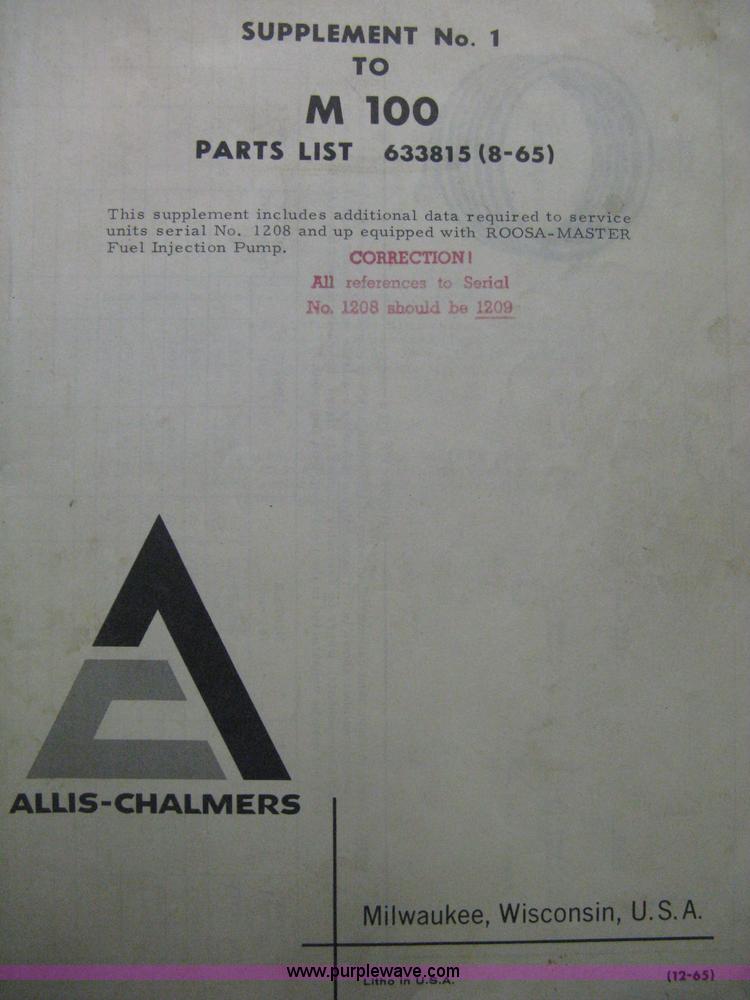 SUPPLEMENT No. 1
TO
M 100
PARTS LIST 633815 (8-65)
This supplement includes additional data required to service
units serial No. 1208 and up equipped with ROOSA-MASTER
Fuel Injection Pump.
CORRECTION!
All references to Serial
No. 1208 should be 1209
ALLIS-CHALMERS
Milwaukee, Wisconsin, U.S.A.
www.purplewave.com
(12-65)
Litho in U.S.A.